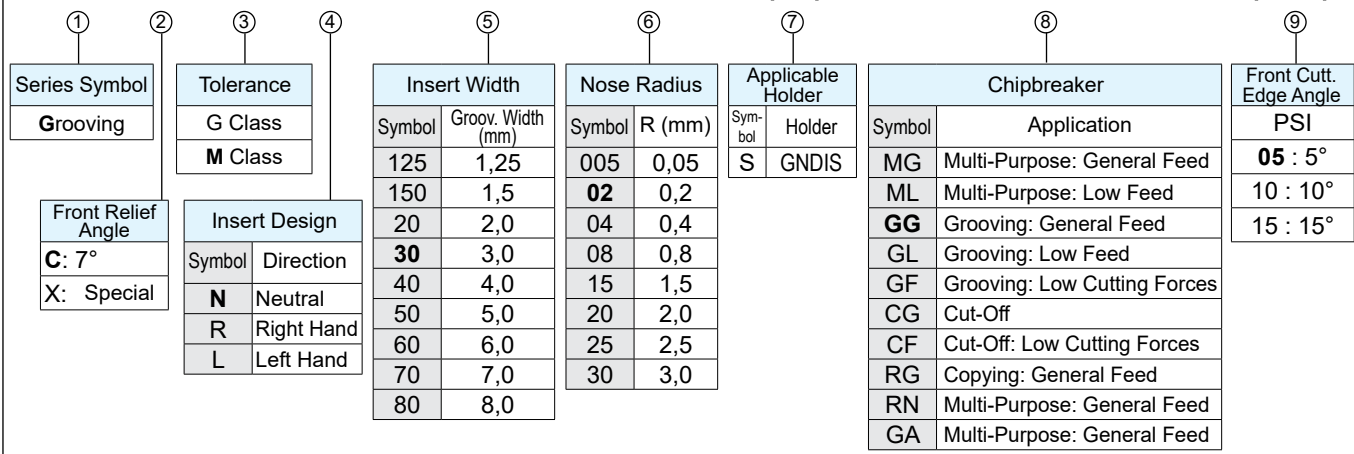 ① ② ③ ④ ⑤ ⑥ ⑦ ⑧ ⑨
Series Symbol
Grooving
Front Relief
Angle
C: 7°
X: Special
Tolerance
G Class
M Class
Insert Design
Symbol Direction
N Neutral
R Right Hand
L Left Hand
Insert Width
Symbol Groov. Width
(mm)
125 1,25
150 1,5
20 2,0
30 3,0
40 4,0
50 5,0
60 6,0
70 7,0
80 8,0
Nose Radius
Symbol R (mm)
005 0,05
02 0,2
04 0,4
08 0,8
15 1,5
20 2,0
25 2,5
30 3,0
Applicable
Holder
Sym-
bol Holder
S GNDIS
Chipbreaker
Symbol Application
MG Multi-Purpose: General Feed
ML Multi-Purpose: Low Feed
GG Grooving: General Feed
GL Grooving: Low Feed
GF Grooving: Low Cutting Forces
CG Cut-Off
CF Cut-Off: Low Cutting Forces
RG Copying: General Feed
RN Multi-Purpose: General Feed
GA Multi-Purpose: General Feed
Front Cutt.
Edge Angle
PSI
05 : 5°
10 : 10°
15 : 15°